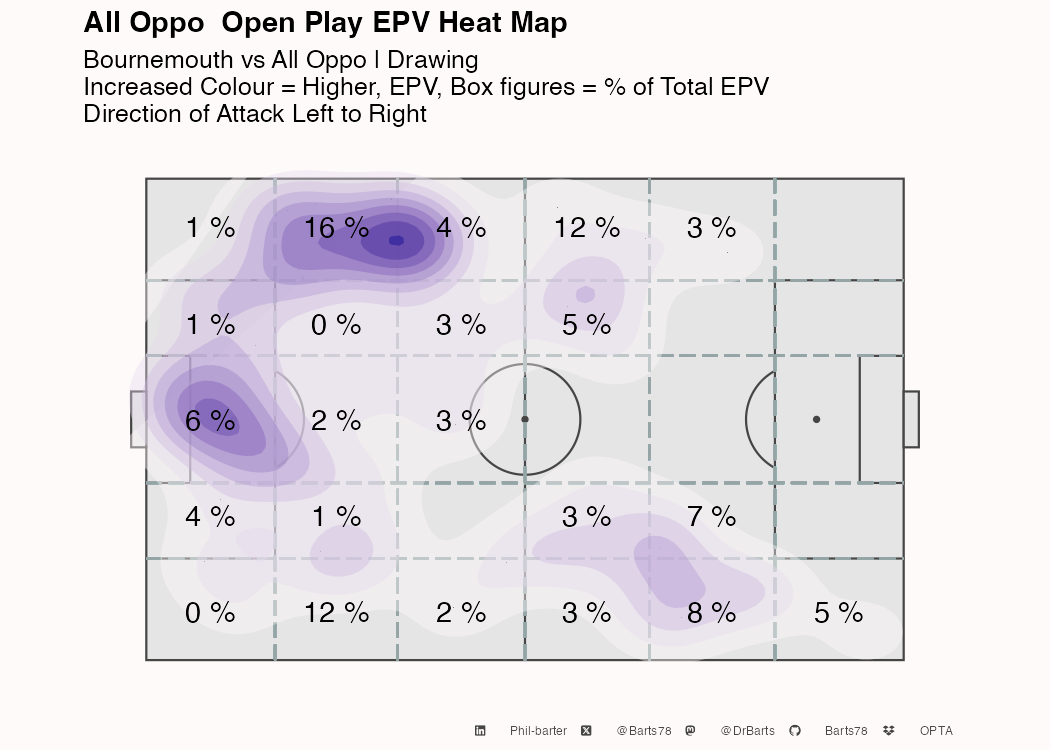 All Oppo  Open Play EPV Heat Map
Bournemouth vs All Oppo | Drawing
Increased Colour = Higher, EPV, Box figures = % of Total EPV
Direction of Attack Left to Right
1 % 16 % 4 % 12 % 3 %
1 % 0 % 3 % 5 %
6 % 2 % 3 %
4 % 1 % 3 % 7 %
0 % 12 % 2 % 3 % 8 % 5 %
Phil-barter @Barts78 @DrBarts Barts78 OPTA